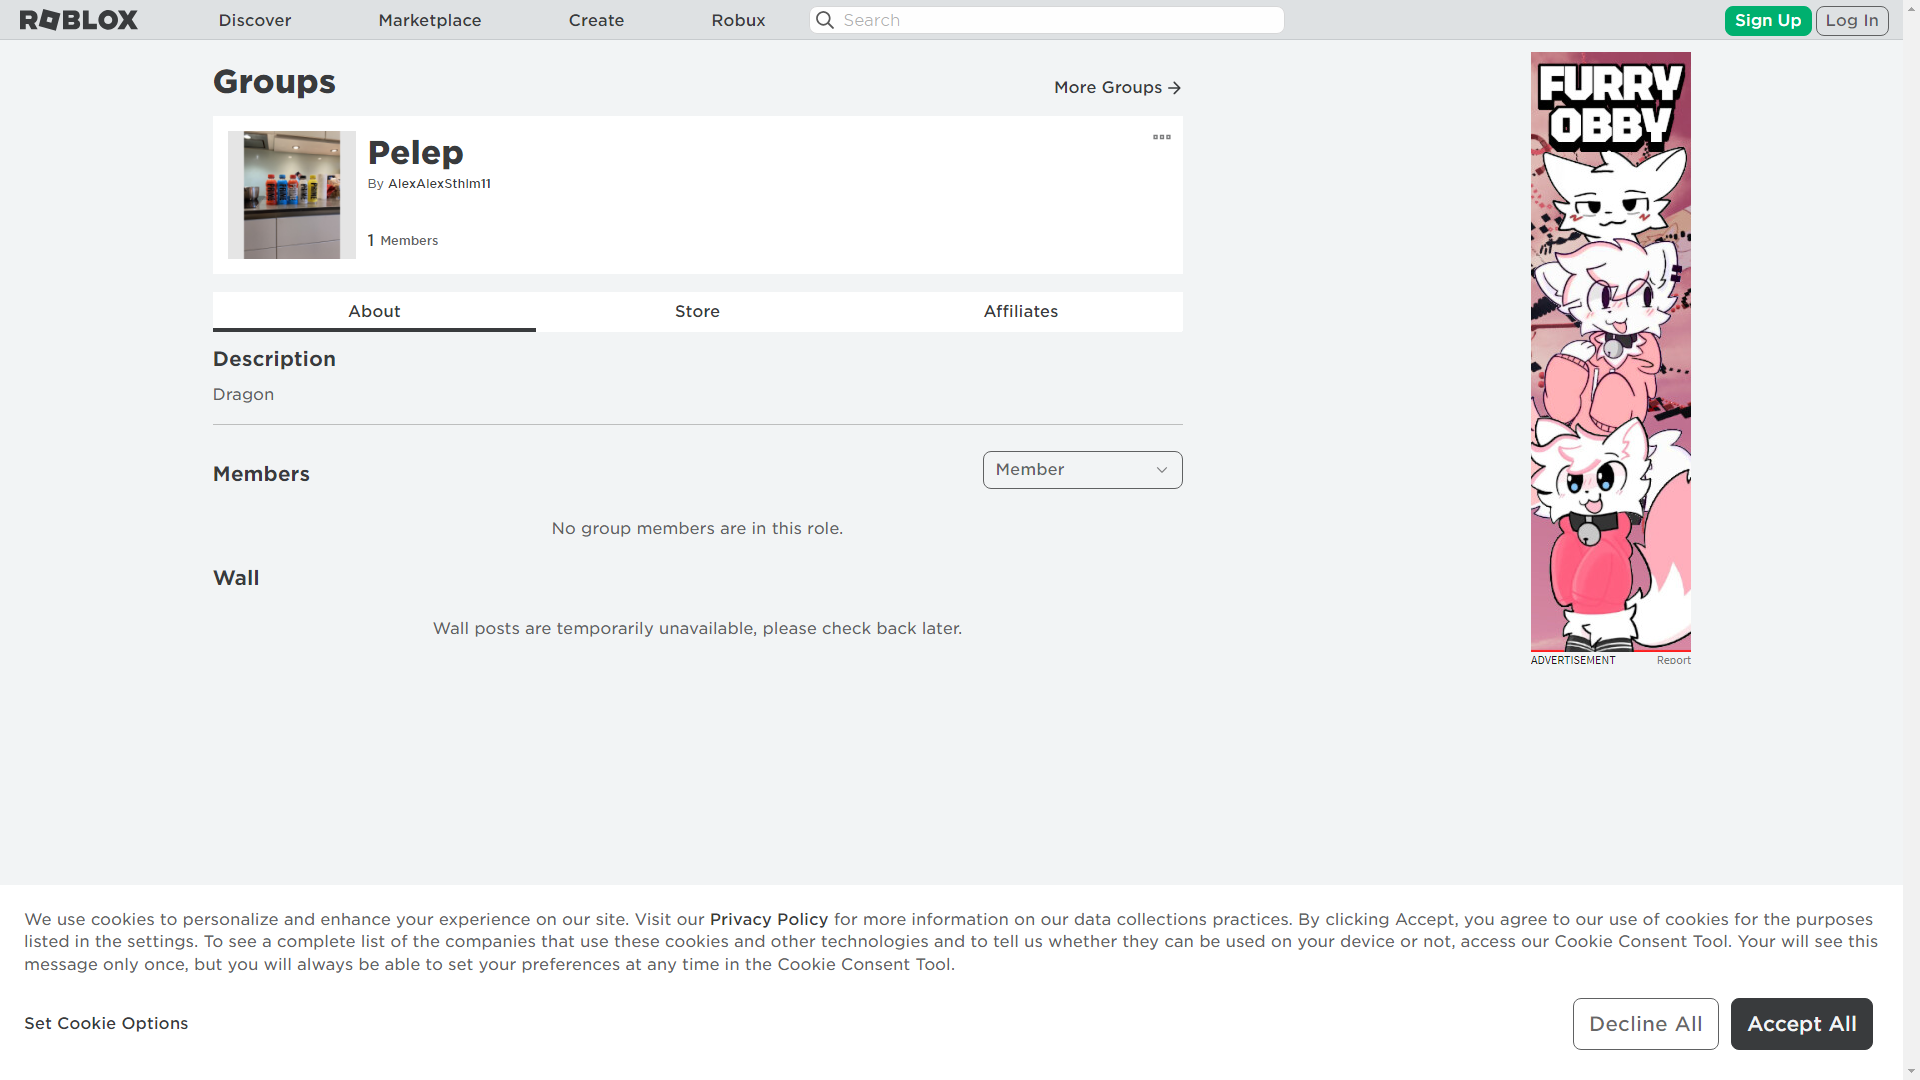 ROBLOX
Discover
Marketplace
Create
Robux
Search
Sign Up
Log In
Groups
More Groups
Pelep
By AlexAlexSthlm11
1 Members
About
Store
Affiliates
Description
Dragon
Members
Member
No group members are in this role.
Wall
Wall posts are temporarily unavailable, please check back later.
FURRY
OBBY
ADVERTISEMENT
Report
We use cookies to personalize and enhance your experience on our site. Visit our Privacy Policy for more information on our data collections practices. By clicking Accept, you agree to our use of cookies for the purposes
listed in the settings. To see a complete list of the companies that use these cookies and other technologies and to tell us whether they can be used on your device or not, access our Cookie Consent Tool. Your will see this
message only once, but you will always be able to set your preferences at any time in the Cookie Consent Tool.
Set Cookie Options
Decline All
Accept All